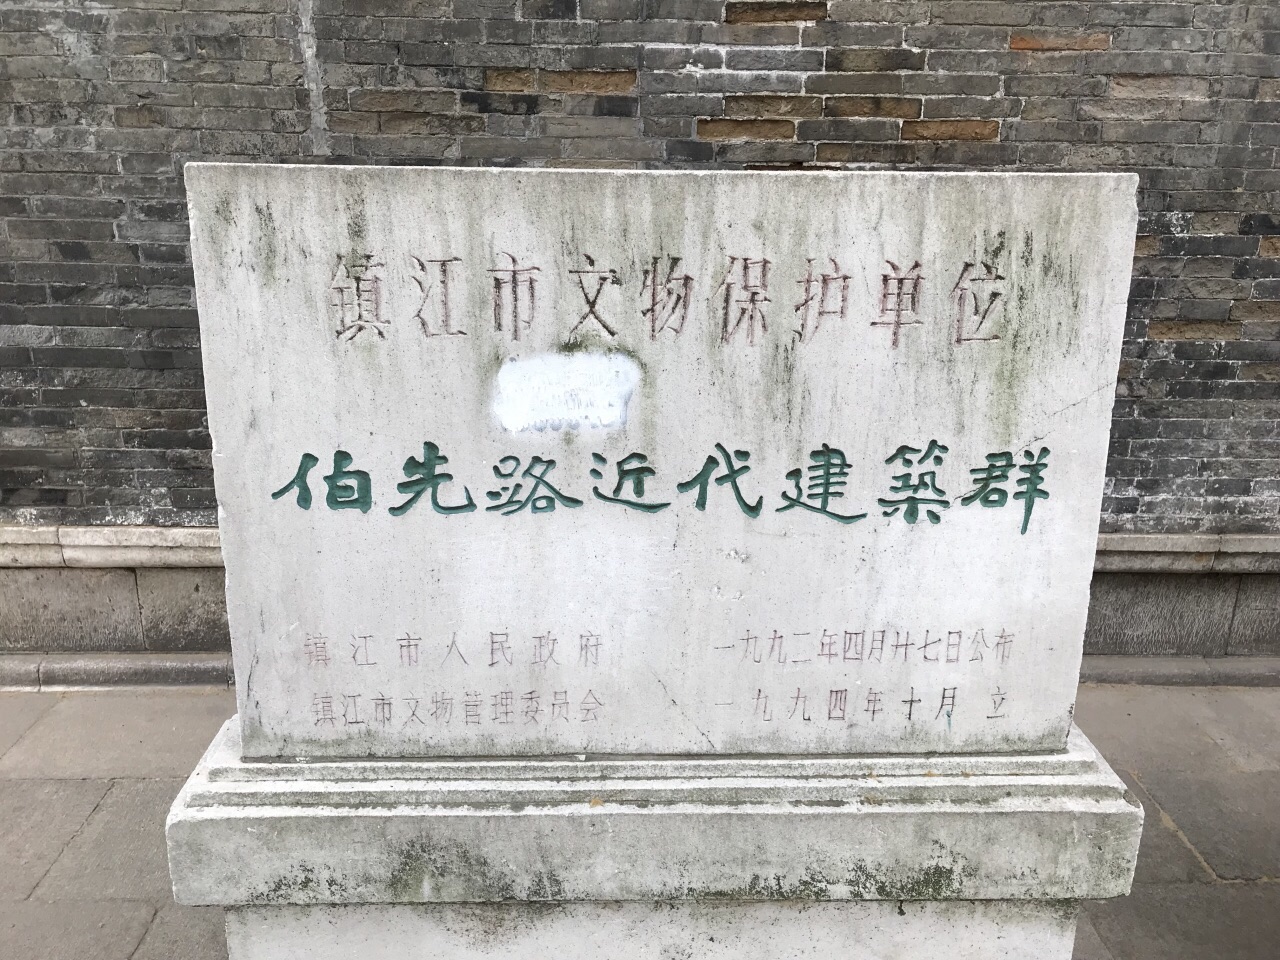 镇江市文物保护单位
伯先路近代建築群
镇江市人民政府 一九九二年四月廿七日公布
镇江市文物管理委员会 一九九四年十月立